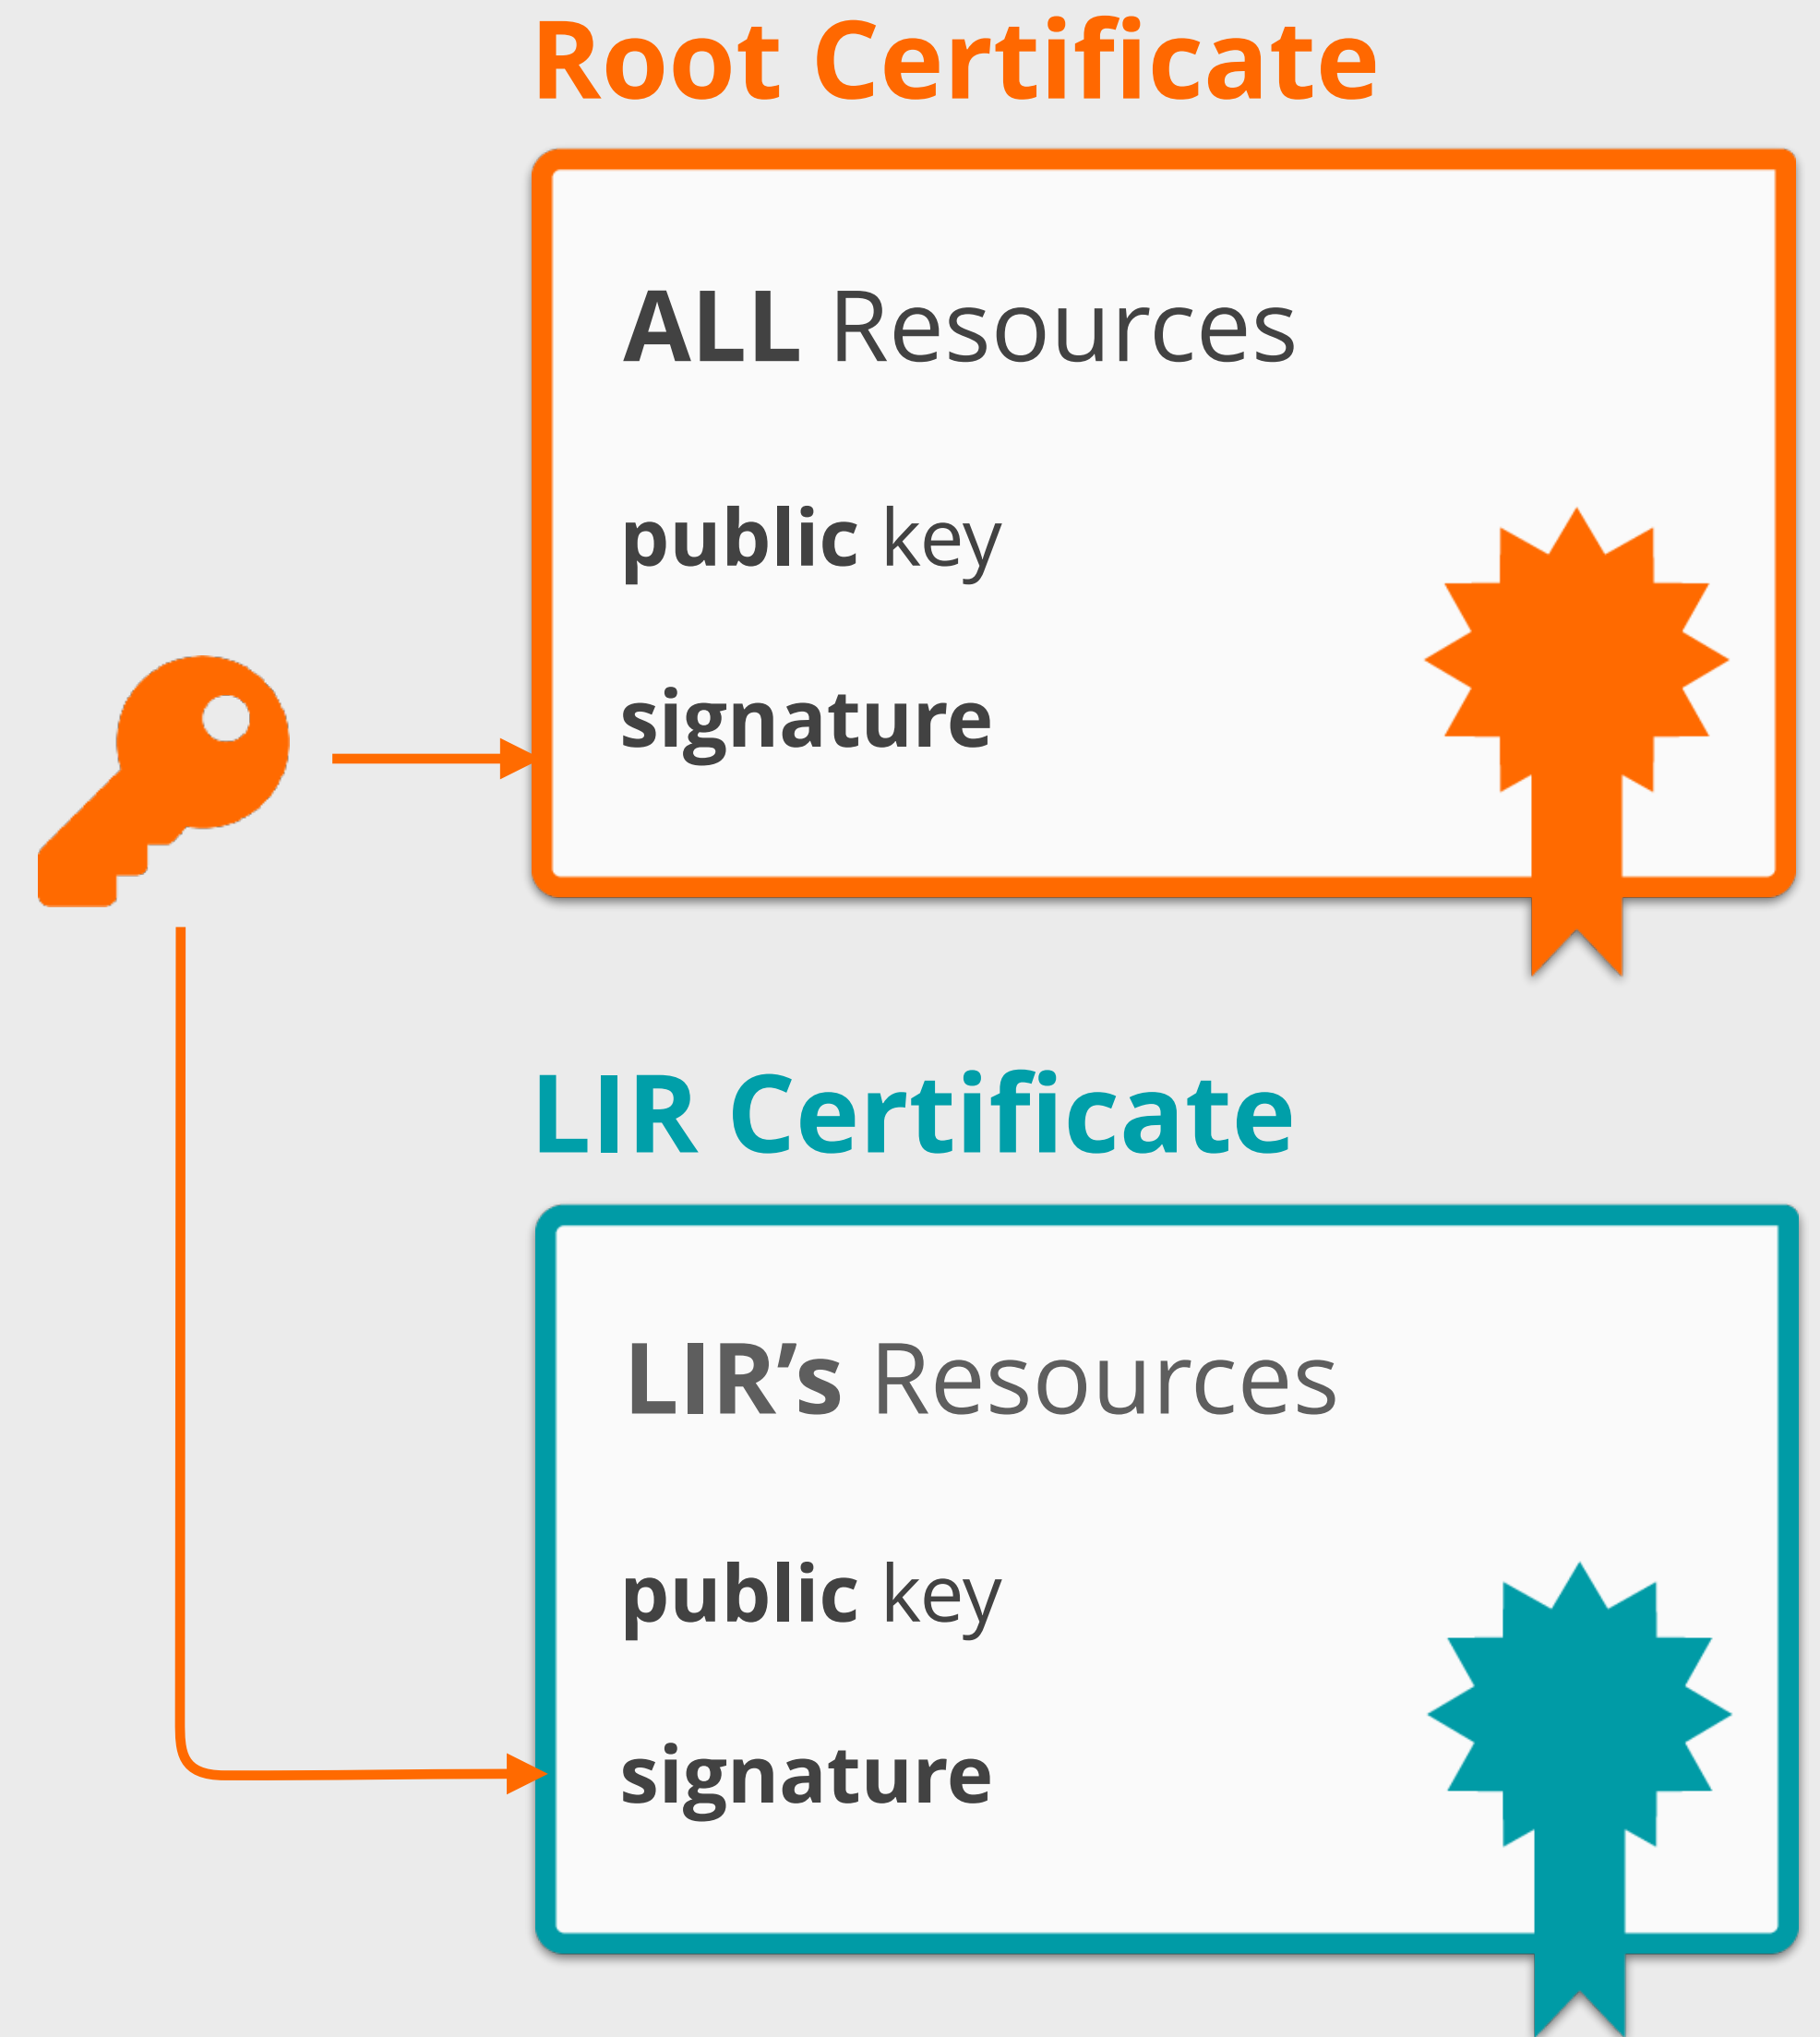 Root Certificate
ALL Resources
public key
signature
LIR Certificate
LIR’s Resources
public key
signature